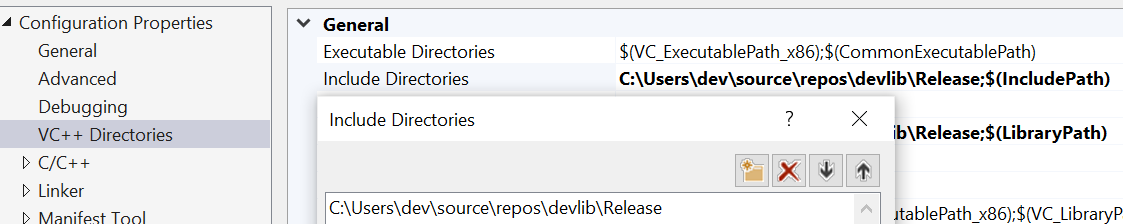 Configuration Properties
General
Advanced
Debugging
VC++ Directories
C/C++
Linker
Manifest Tool
General
Executable Directories $(VC_ExecutablePath_x86);$(CommonExecutablePath)
Include Directories C:\Users\dev\source\repos\devlib\Release;$(IncludePath)
Include Directories ?
b\Release;$(LibraryPath)
C:\Users\dev\source\repos\devlib\Release
utablePath_x86);$(VC_LibraryP